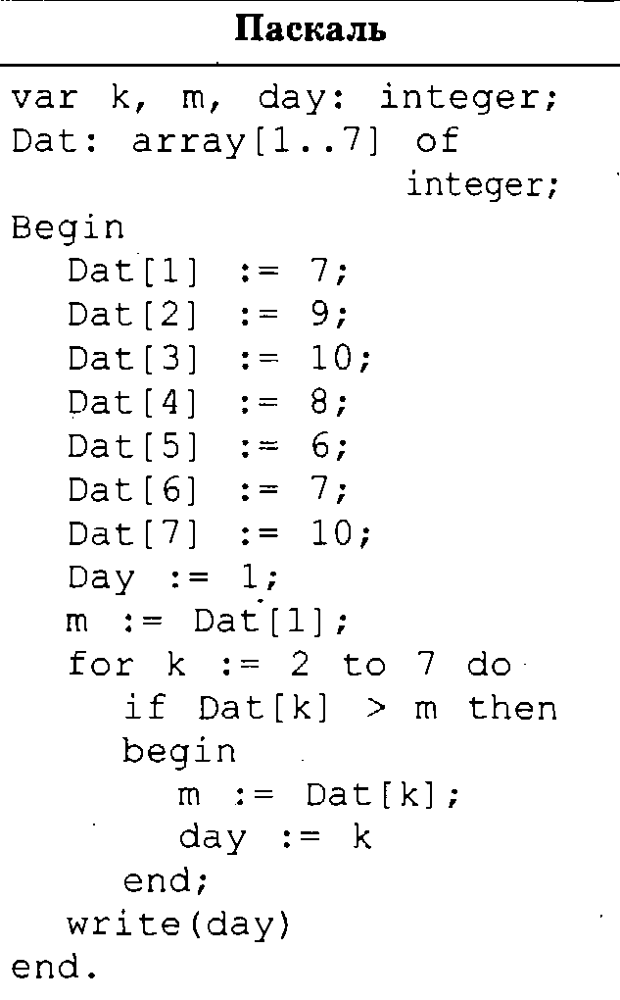 Паскаль
var k, m, day: integer;
Dat: array[1..7] of
integer;
Begin
Dat[1] := 7;
Dat[2] := 9;
Dat[3] := 10;
Dat[4] := 8;
Dat[5] := 6;
Dat[6] := 7;
Dat[7] := 10;
Day := 1;
m := Dat[1];
for k := 2 to 7 do
if Dat[k] > m then
begin
m := Dat[k];
day := k
end;
write(day)
end.